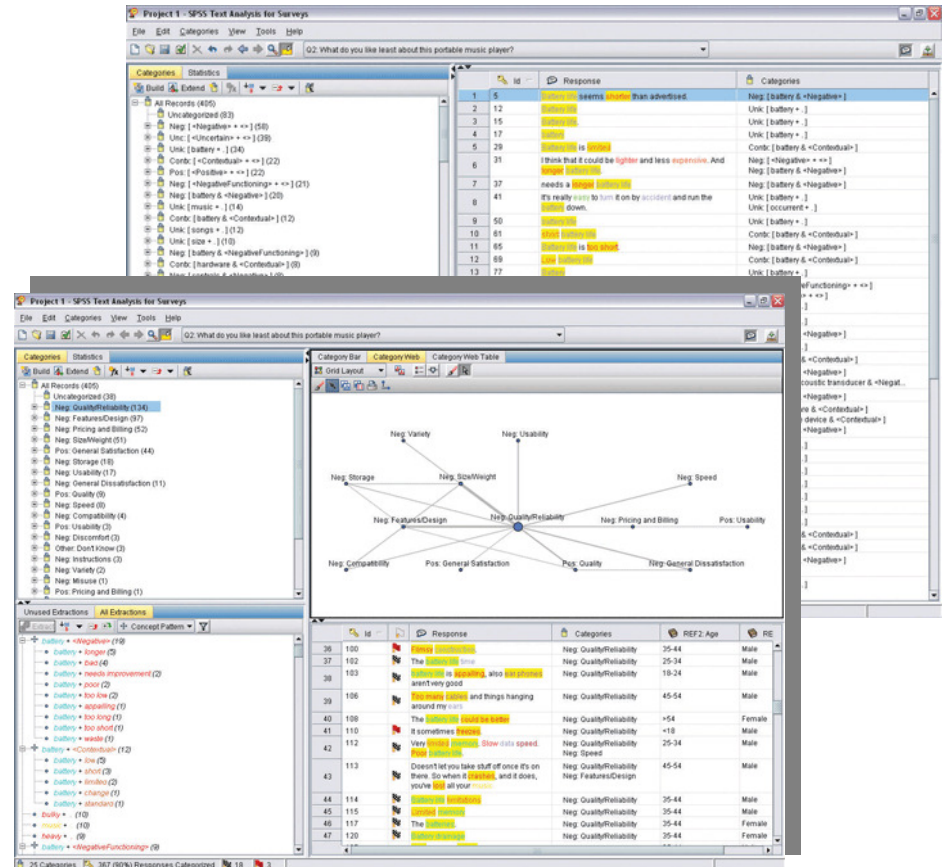 Project 1 - SPSS Text Analysis for Surveys
File Edit Categories View Tools Help
Q2: What do you like least about this portable music player?
Categories Statistics
Build Extend
All Records (405)
Uncategorized (83)
Neg: [ <Negative> + <> ] (58)
Unc: [ <Uncertain> + <> ] (39)
Unk: [ battery + . ] (34)
Contx: [ <Contextual> + <> ] (22)
Pos: [ <Positive> + <> ] (22)
Neg: [ <NegativeFunctioning> + <> ] (21)
Neg: [ battery & <Negative> ] (20)
Unk: [ music + . ] (14)
Contx: [ battery & <Contextual> ] (12)
Unk: [ songs + . ] (12)
Unk: [ size + . ] (10)
Neg: [ battery & <NegativeFunctioning> ] (9)
Contx: [ hardware & <Contextual> ] (8)
Id Response Categories
1 5 Battery life seems shorter than advertised. Neg: [ battery & <Negative> ]
2 12 Battery life Unk: [ battery + . ]
3 15 Battery life. Unk: [ battery + . ]
4 17 battery Unk: [ battery + . ]
5 29 Battery life is limited Contx: [ battery & <Contextual> ]
6 31 I think that it could be lighter and less expensive. And Neg: [ <Negative> + <> ]
longer battery life. Neg: [ battery & <Negative> ]
7 37 needs a longer battery life Neg: [ battery & <Negative> ]
8 41 It's really easy to turn it on by accident and run the Unk: [ battery + . ]
battery down. Unk: [ occurrent + . ]
9 50 battery life Unk: [ battery + . ]
10 61 short battery life Contx: [ battery & <Contextual> ]
11 65 Battery life is too short. Neg: [ battery & <Negative> ]
12 69 Low battery life Contx: [ battery & <Contextual> ]
13 77 Battery Unk: [ battery + . ]
Project 1 - SPSS Text Analysis for Surveys
File Edit Categories View Tools Help
Q2: What do you like least about this portable music player?
Categories Statistics
Build Extend
All Records (405)
Uncategorized (38)
Neg: Quality/Reliability (134)
Neg: Features/Design (97)
Neg: Pricing and Billing (52)
Neg: Size/Weight (51)
Pos: General Satisfaction (44)
Neg: Storage (18)
Neg: Usability (17)
Neg: General Dissatisfaction (11)
Pos: Quality (9)
Neg: Speed (8)
Neg: Compatibility (4)
Pos: Usability (3)
Neg: Discomfort (3)
Other: Don't Know (3)
Neg: Instructions (3)
Neg: Variety (2)
Neg: Misuse (1)
Pos: Pricing and Billing (1)
Category Bar Category Web Category Web Table
Grid Layout
Neg: Variety Neg: Usability
Neg: Storage Neg: Size/Weight Neg: Speed
Neg: Features/Design Neg: Quality/Reliability Neg: Pricing and Billing Pos: Usability
Neg: Compatibility Pos: General Satisfaction Pos: Quality Neg: General Dissatisfaction
Unused Extractions All Extractions
Extract Concept Pattern
battery + <Negative> (19)
battery + longer (5)
battery + bad (4)
battery + needs improvement (2)
battery + poor (2)
battery + too low (2)
battery + appalling (1)
battery + too long (1)
battery + too short (1)
battery + waste (1)
battery + <Contextual> (12)
battery + low (5)
battery + short (3)
battery + limited (2)
battery + change (1)
battery + standard (1)
bulky + . (10)
music + . (10)
heavy + . (9)
battery + <NegativeFunctioning> (9)
Id Response Categories REF2: Age RE
36 100 Flimsy construction. Neg: Quality/Reliability 35-44 Male
37 102 The battery life time Neg: Quality/Reliability 25-34 Male
38 103 battery life is appalling, also ear phones Neg: Quality/Reliability 18-24 Male
aren't very good
39 106 Too many cables and things hanging Neg: Quality/Reliability 45-54 Male
around my ears
40 108 The battery life could be better Neg: Quality/Reliability >54 Female
41 110 It sometimes freezes. Neg: Quality/Reliability <18 Male
42 112 Very limited memory. Slow data speed. Neg: Quality/Reliability 25-34 Male
Poor battery life. Neg: Speed
43 113 Doesn't let you take stuff off once it's on Neg: Quality/Reliability 45-54 Male
there. So when it crashes, and it does, Neg: Features/Design
you've lost all your music.
44 114 Battery life limitations Neg: Quality/Reliability 35-44 Male
45 115 Limited memory Neg: Quality/Reliability 35-44 Male
46 117 The batteries. Neg: Quality/Reliability 35-44 Female
47 120 Battery drainage Neg: Quality/Reliability 35-44 Female
25 Categories 367 (90%) Responses Categorized 18 3